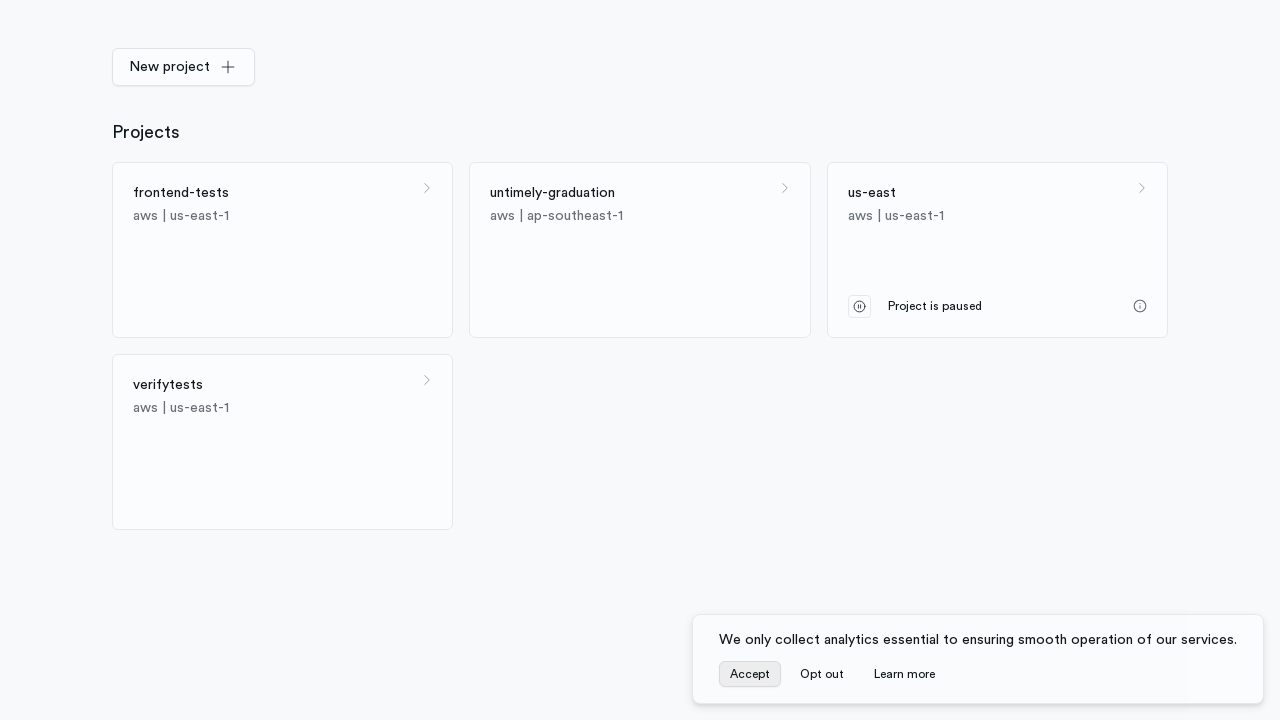 New project
Projects
frontend-tests
aws | us-east-1
untimely-graduation
aws | ap-southeast-1
us-east
aws | us-east-1
Project is paused
verifytests
aws | us-east-1
We only collect analytics essential to ensuring smooth operation of our services.
Accept Opt out Learn more